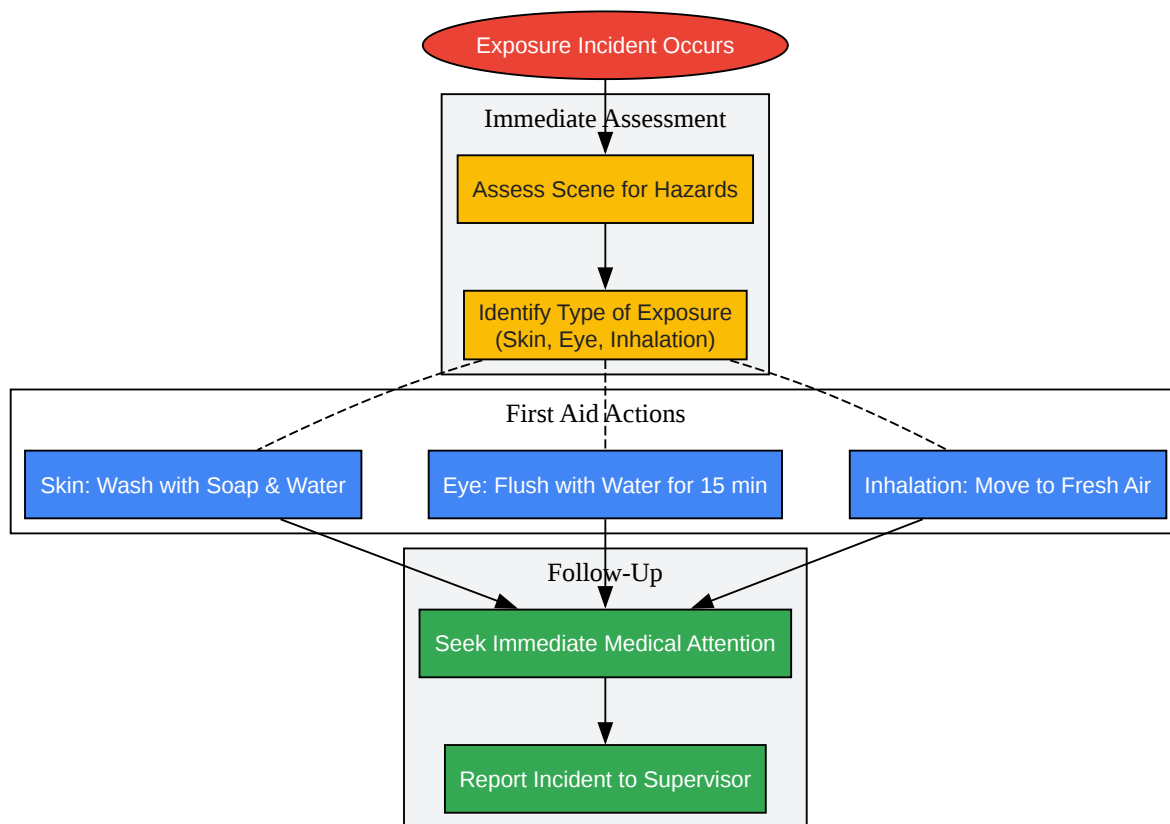 Exposure Incident Occurs
Immediate Assessment
Assess Scene for Hazards
Identify Type of Exposure
(Skin, Eye, Inhalation)
First Aid Actions
Skin: Wash with Soap & Water
Eye: Flush with Water for 15 min
Inhalation: Move to Fresh Air
Follow-Up
Seek Immediate Medical Attention
Report Incident to Supervisor